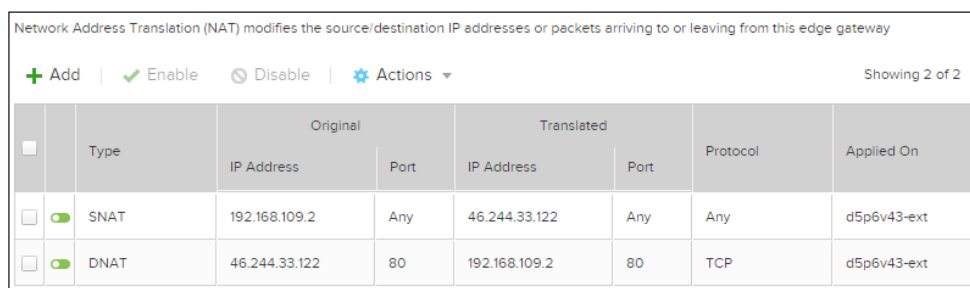 Network Address Translation (NAT) modifies the source/destination IP addresses or packets arriving to or leaving from this edge gateway
Add Enable Disable Actions Showing 2 of 2
Original Translated
Type Protocol Applied On
IP Address Port IP Address Port
SNAT 192.168.109.2 Any 46.244.33.122 Any Any d5p6v43-ext
DNAT 46.244.33.122 80 192.168.109.2 80 TCP d5p6v43-ext